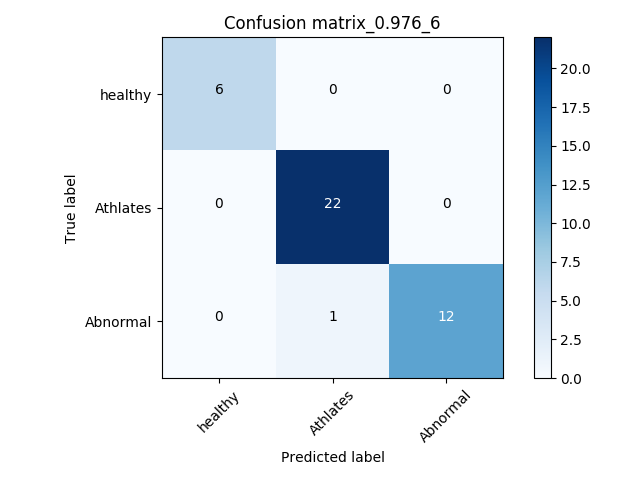 Confusion matrix_0.976_6
healthy 6 0 0
Athlates 0 22 0
Abnormal 0 1 12
True label
healthy Athlates Abnormal
Predicted label
20.0
17.5
15.0
12.5
10.0
7.5
5.0
2.5
0.0